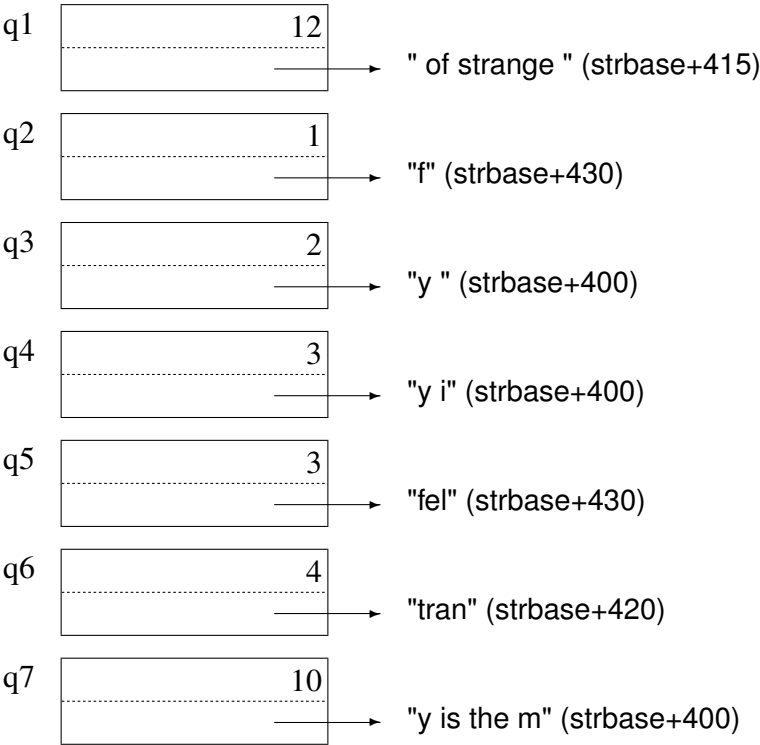 q1 12
" of strange " (strbase+415)
q2 1
"f" (strbase+430)
q3 2
"y " (strbase+400)
q4 3
"y i" (strbase+400)
q5 3
"fel" (strbase+430)
q6 4
"tran" (strbase+420)
q7 10
"y is the m" (strbase+400)